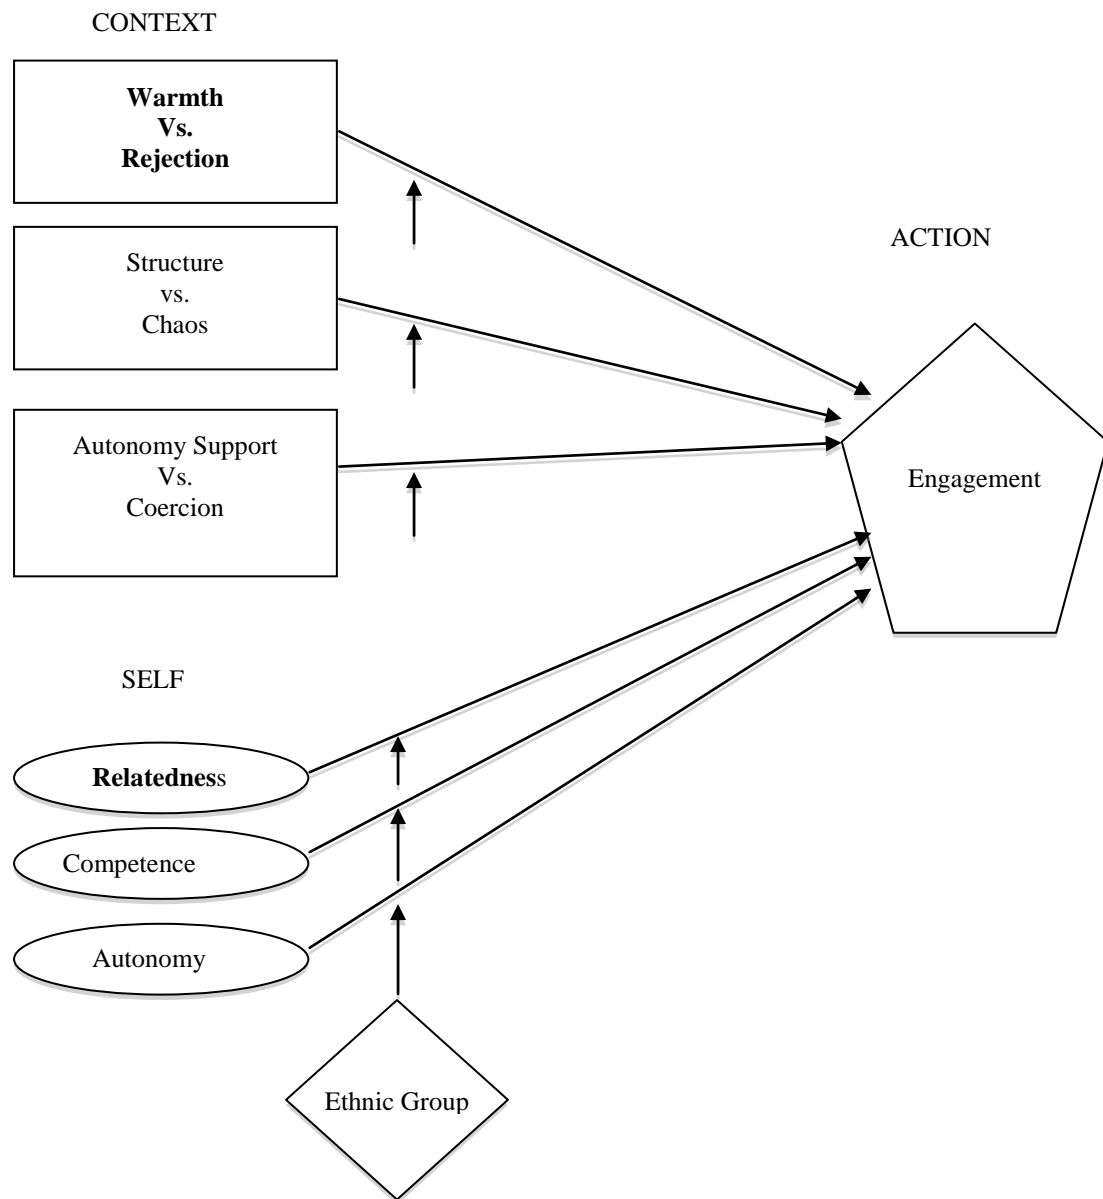 CONTEXT
Warmth
Vs.
Rejection
Structure
vs.
Chaos
Autonomy Support
Vs.
Coercion
ACTION
Engagement
SELF
Relatedness
Competence
Autonomy
Ethnic Group